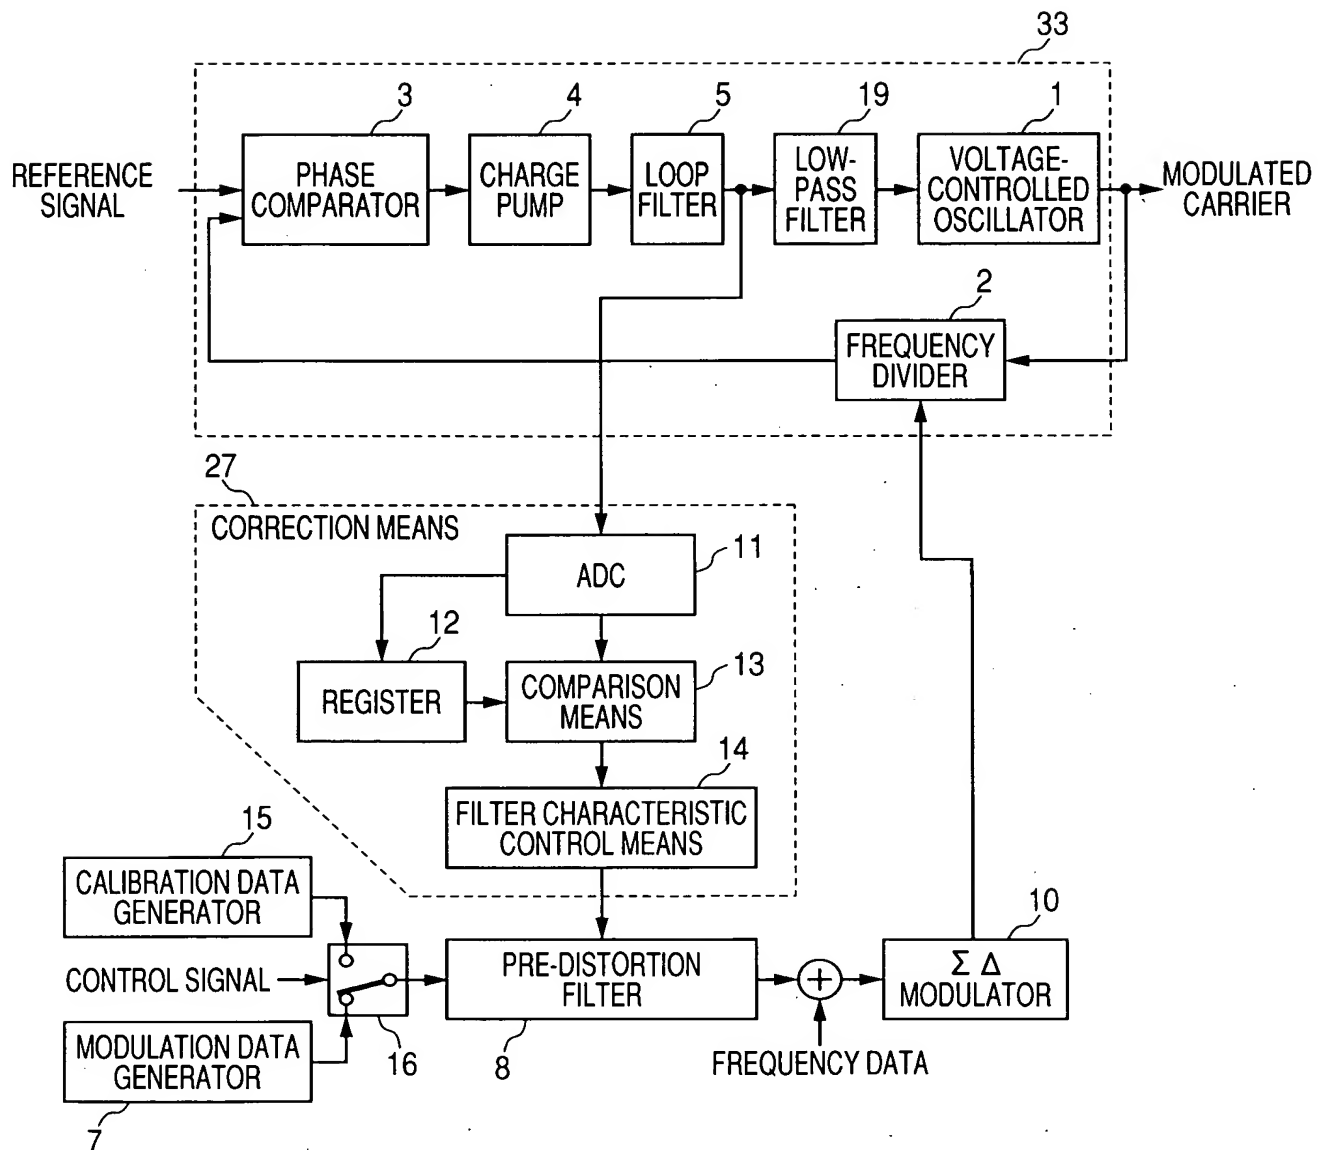 33
3
4
5
19
1
REFERENCE
SIGNAL
PHASE
COMPARATOR
CHARGE
PUMP
LOOP
FILTER
LOW-
PASS
FILTER
VOLTAGE-
CONTROLLED
OSCILLATOR
MODULATED
CARRIER
2
FREQUENCY
DIVIDER
27
CORRECTION MEANS
ADC
11
12
REGISTER
COMPARISON
MEANS
13
14
FILTER CHARACTERISTIC
CONTROL MEANS
15
CALIBRATION DATA
GENERATOR
CONTROL SIGNAL
16
MODULATION DATA
GENERATOR
7
PRE-DISTORTION
FILTER
8
+
FREQUENCY DATA
10
Σ Δ
MODULATOR